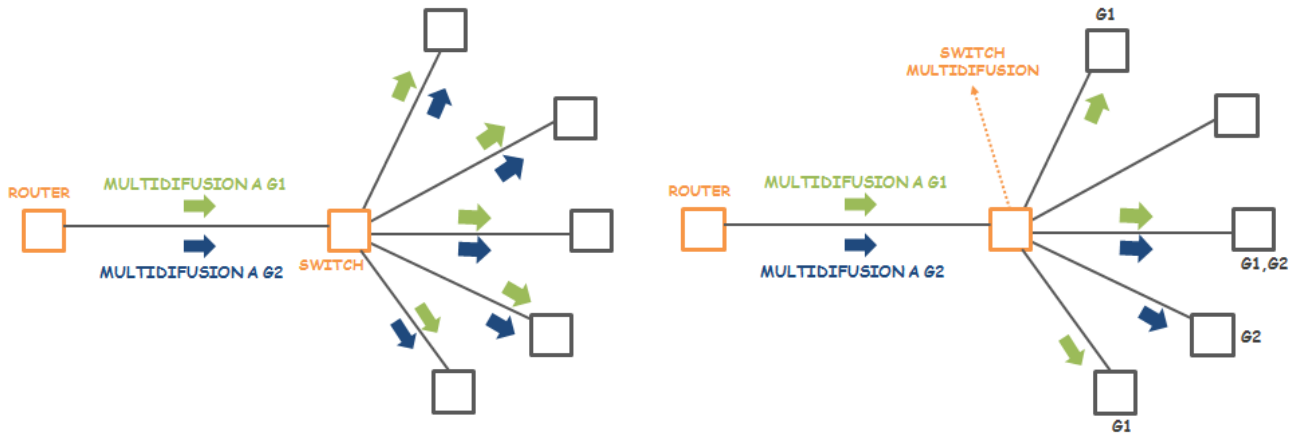 ROUTER
MULTIDIFUSION A G1
MULTIDIFUSION A G2
SWITCH
G1
SWITCH
MULTIDIFUSION
ROUTER
MULTIDIFUSION A G1
MULTIDIFUSION A G2
G1,G2
G2
G1